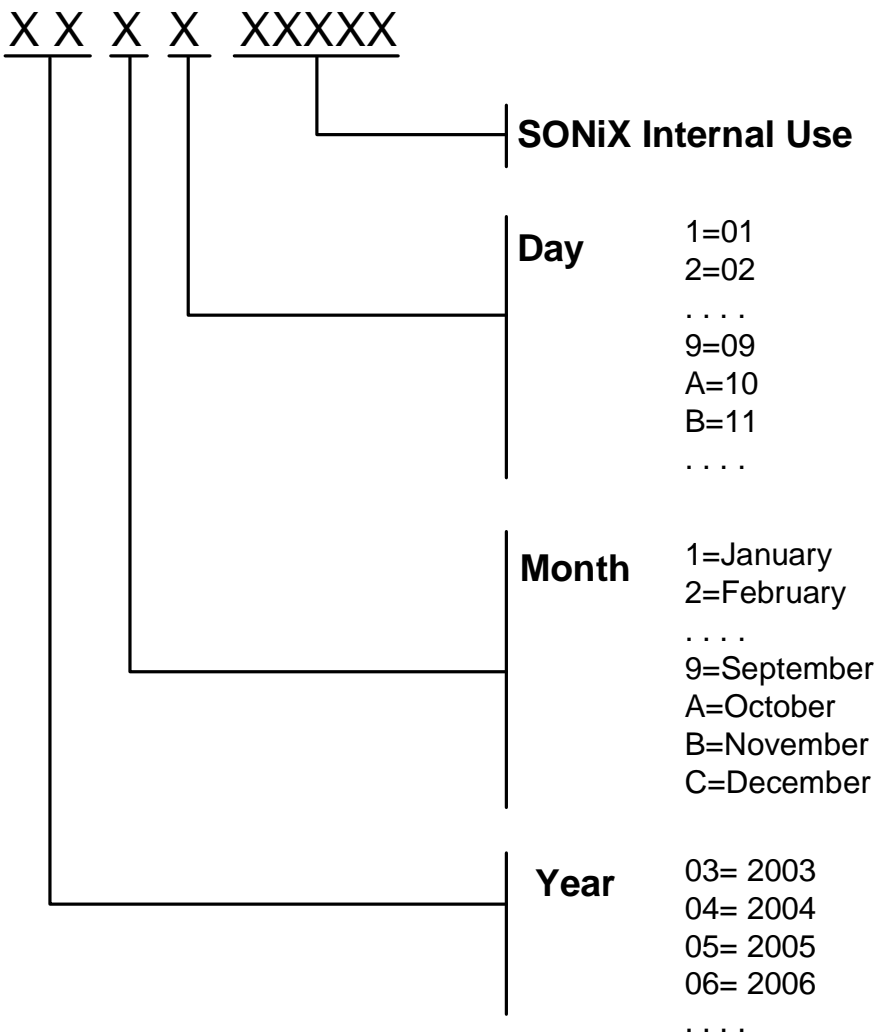 X X X X XXXXX
SONiX Internal Use
Day
1=01
2=02
. . . .
9=09
A=10
B=11
. . . .
Month
1=January
2=February
. . . .
9=September
A=October
B=November
C=December
Year
03= 2003
04= 2004
05= 2005
06= 2006
. . . .